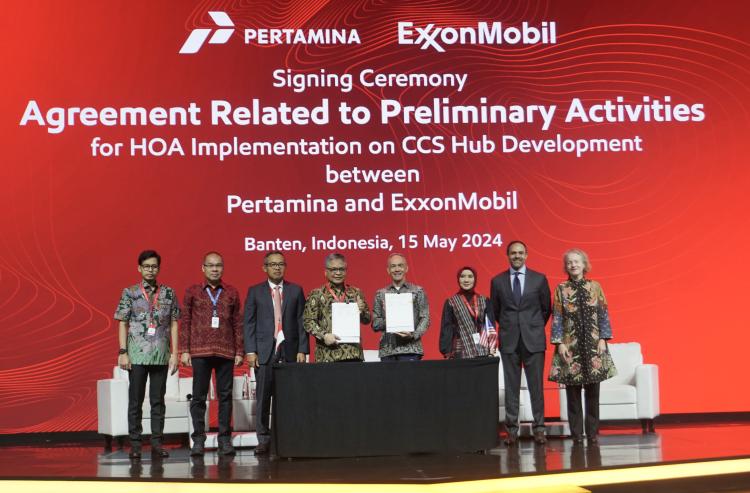 PERTAMINA ExxonMobil
Signing Ceremony
Agreement Related to Preliminary Activities
for HOA Implementation on CCS Hub Development
between
Pertamina and ExxonMobil
Banten, Indonesia, 15 May 2024